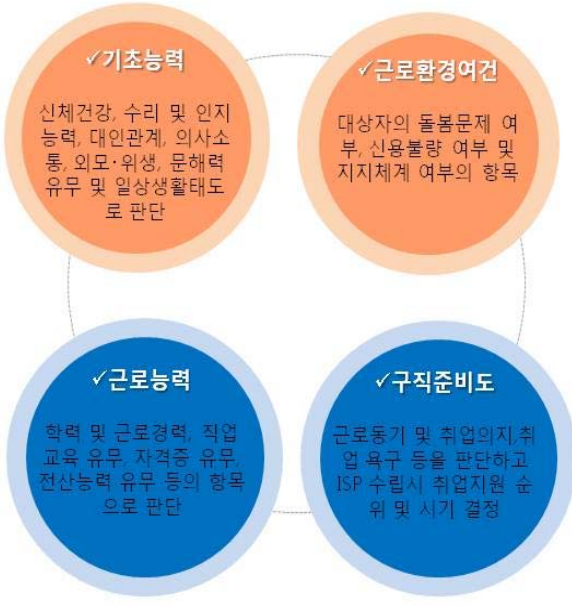 ✓기초능력
신체건강, 수리 및 인지
능력, 대인관계, 의사소
통, 외모·위생, 문해력
유무 및 일상생활태도
로 판단
✓근로환경여건
대상자의 돌봄문제 여
부, 신용불량 여부 및
지지체계 여부의 항목
✓근로능력
학력 및 근로경력, 직업
교육 유무, 자격증 유무,
전산능력 유무 등의 항목
으로 판단
✓구직준비도
근로동기 및 취업의지,취
업 욕구 등을 판단하고
ISP 수립시 취업지원 순
위 및 시기 결정